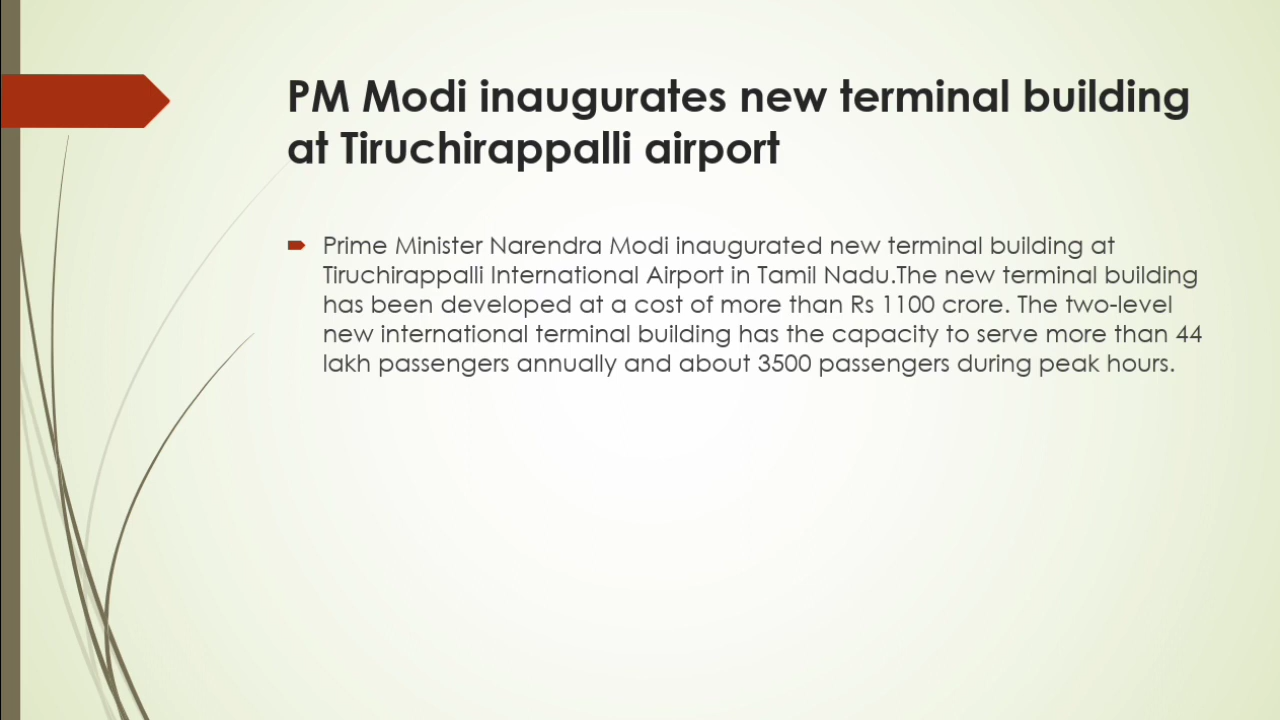 PM Modi inaugurates new terminal building
at Tiruchirappalli airport
Prime Minister Narendra Modi inaugurated new terminal building at
Tiruchirappalli International Airport in Tamil Nadu.The new terminal building
has been developed at a cost of more than Rs 1100 crore. The two-level
new international terminal building has the capacity to serve more than 44
lakh passengers annually and about 3500 passengers during peak hours.